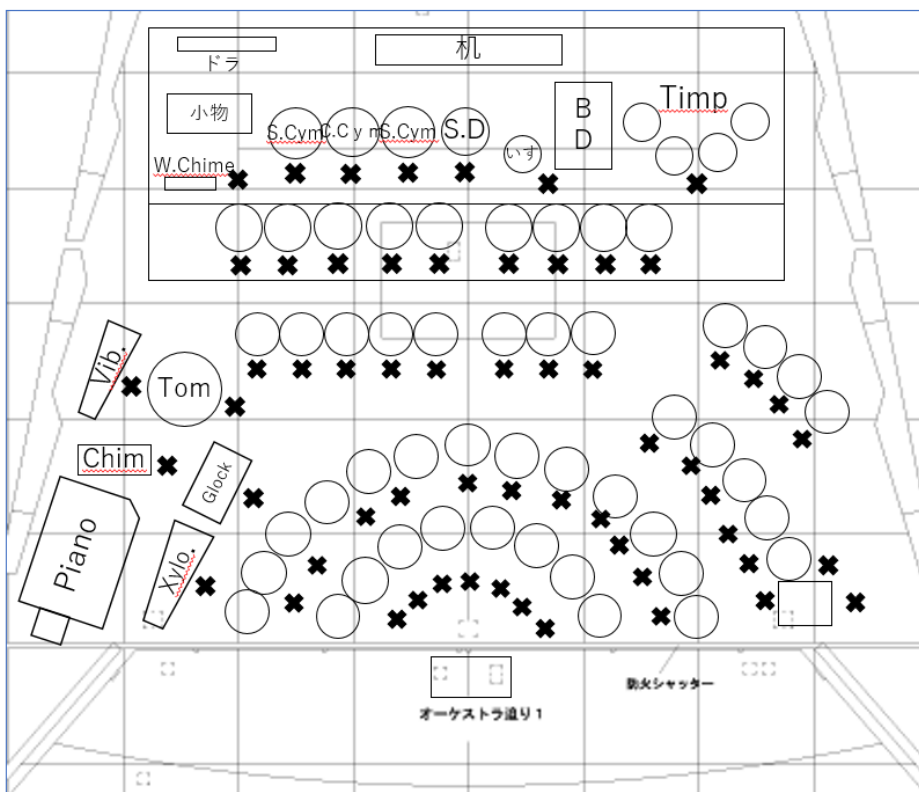 机
ドラ
小物
S.Cym
C.Cym
S.Cym
S.D
いす
B
D
Timp
W.Chime
Vib.
Tom
Chim
Glock
Piano
Xylo.
防火シャッター
オーケストラ迫り1